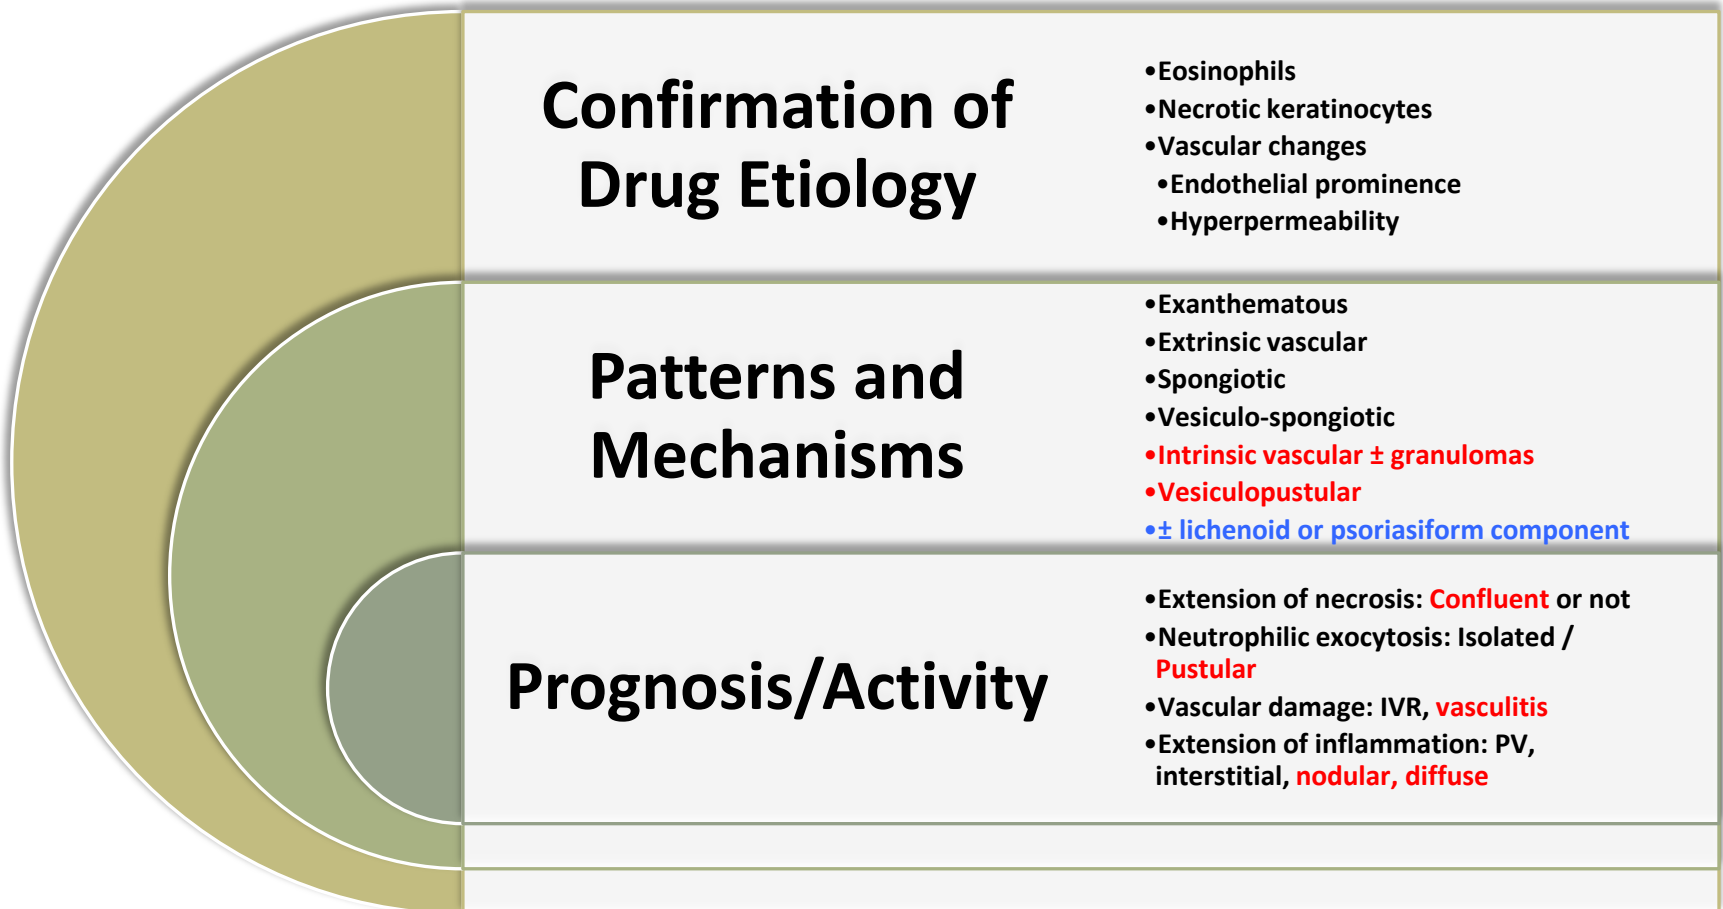 Confirmation of
Drug Etiology
•Eosinophils
•Necrotic keratinocytes
•Vascular changes
•Endothelial prominence
•Hyperpermeability
Patterns and
Mechanisms
•Exanthematous
•Extrinsic vascular
•Spongiotic
•Vesiculo-spongiotic
•Intrinsic vascular ± granulomas
•Vesiculopustular
•± lichenoid or psoriasiform component
Prognosis/Activity
•Extension of necrosis: Confluent or not
•Neutrophilic exocytosis: Isolated /
Pustular
•Vascular damage: IVR, vasculitis
•Extension of inflammation: PV,
interstitial, nodular, diffuse